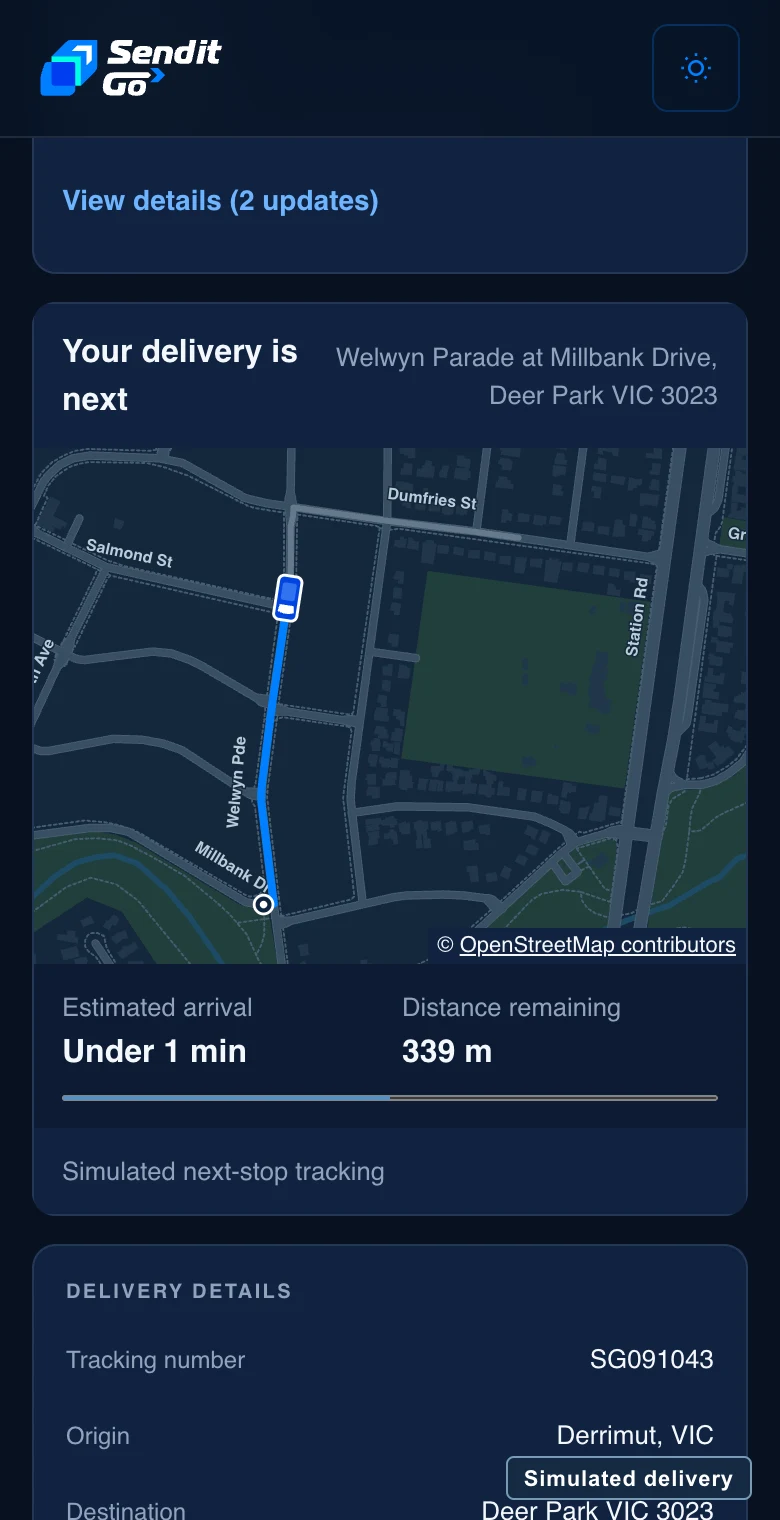 Sendit
Go
View details (2 updates)
Your delivery is
next
Welwyn Parade at Millbank Drive,
Deer Park VIC 3023
Dumfries St
Gr
Salmond St
Station Rd
Ave
Welwyn Pde
Millbank D
© OpenStreetMap contributors
Estimated arrival
Distance remaining
Under 1 min
339 m
Simulated next-stop tracking
DELIVERY DETAILS
Tracking number
SG091043
Origin
Derrimut, VIC
Simulated delivery
Destination
Deer Park VIC 3023